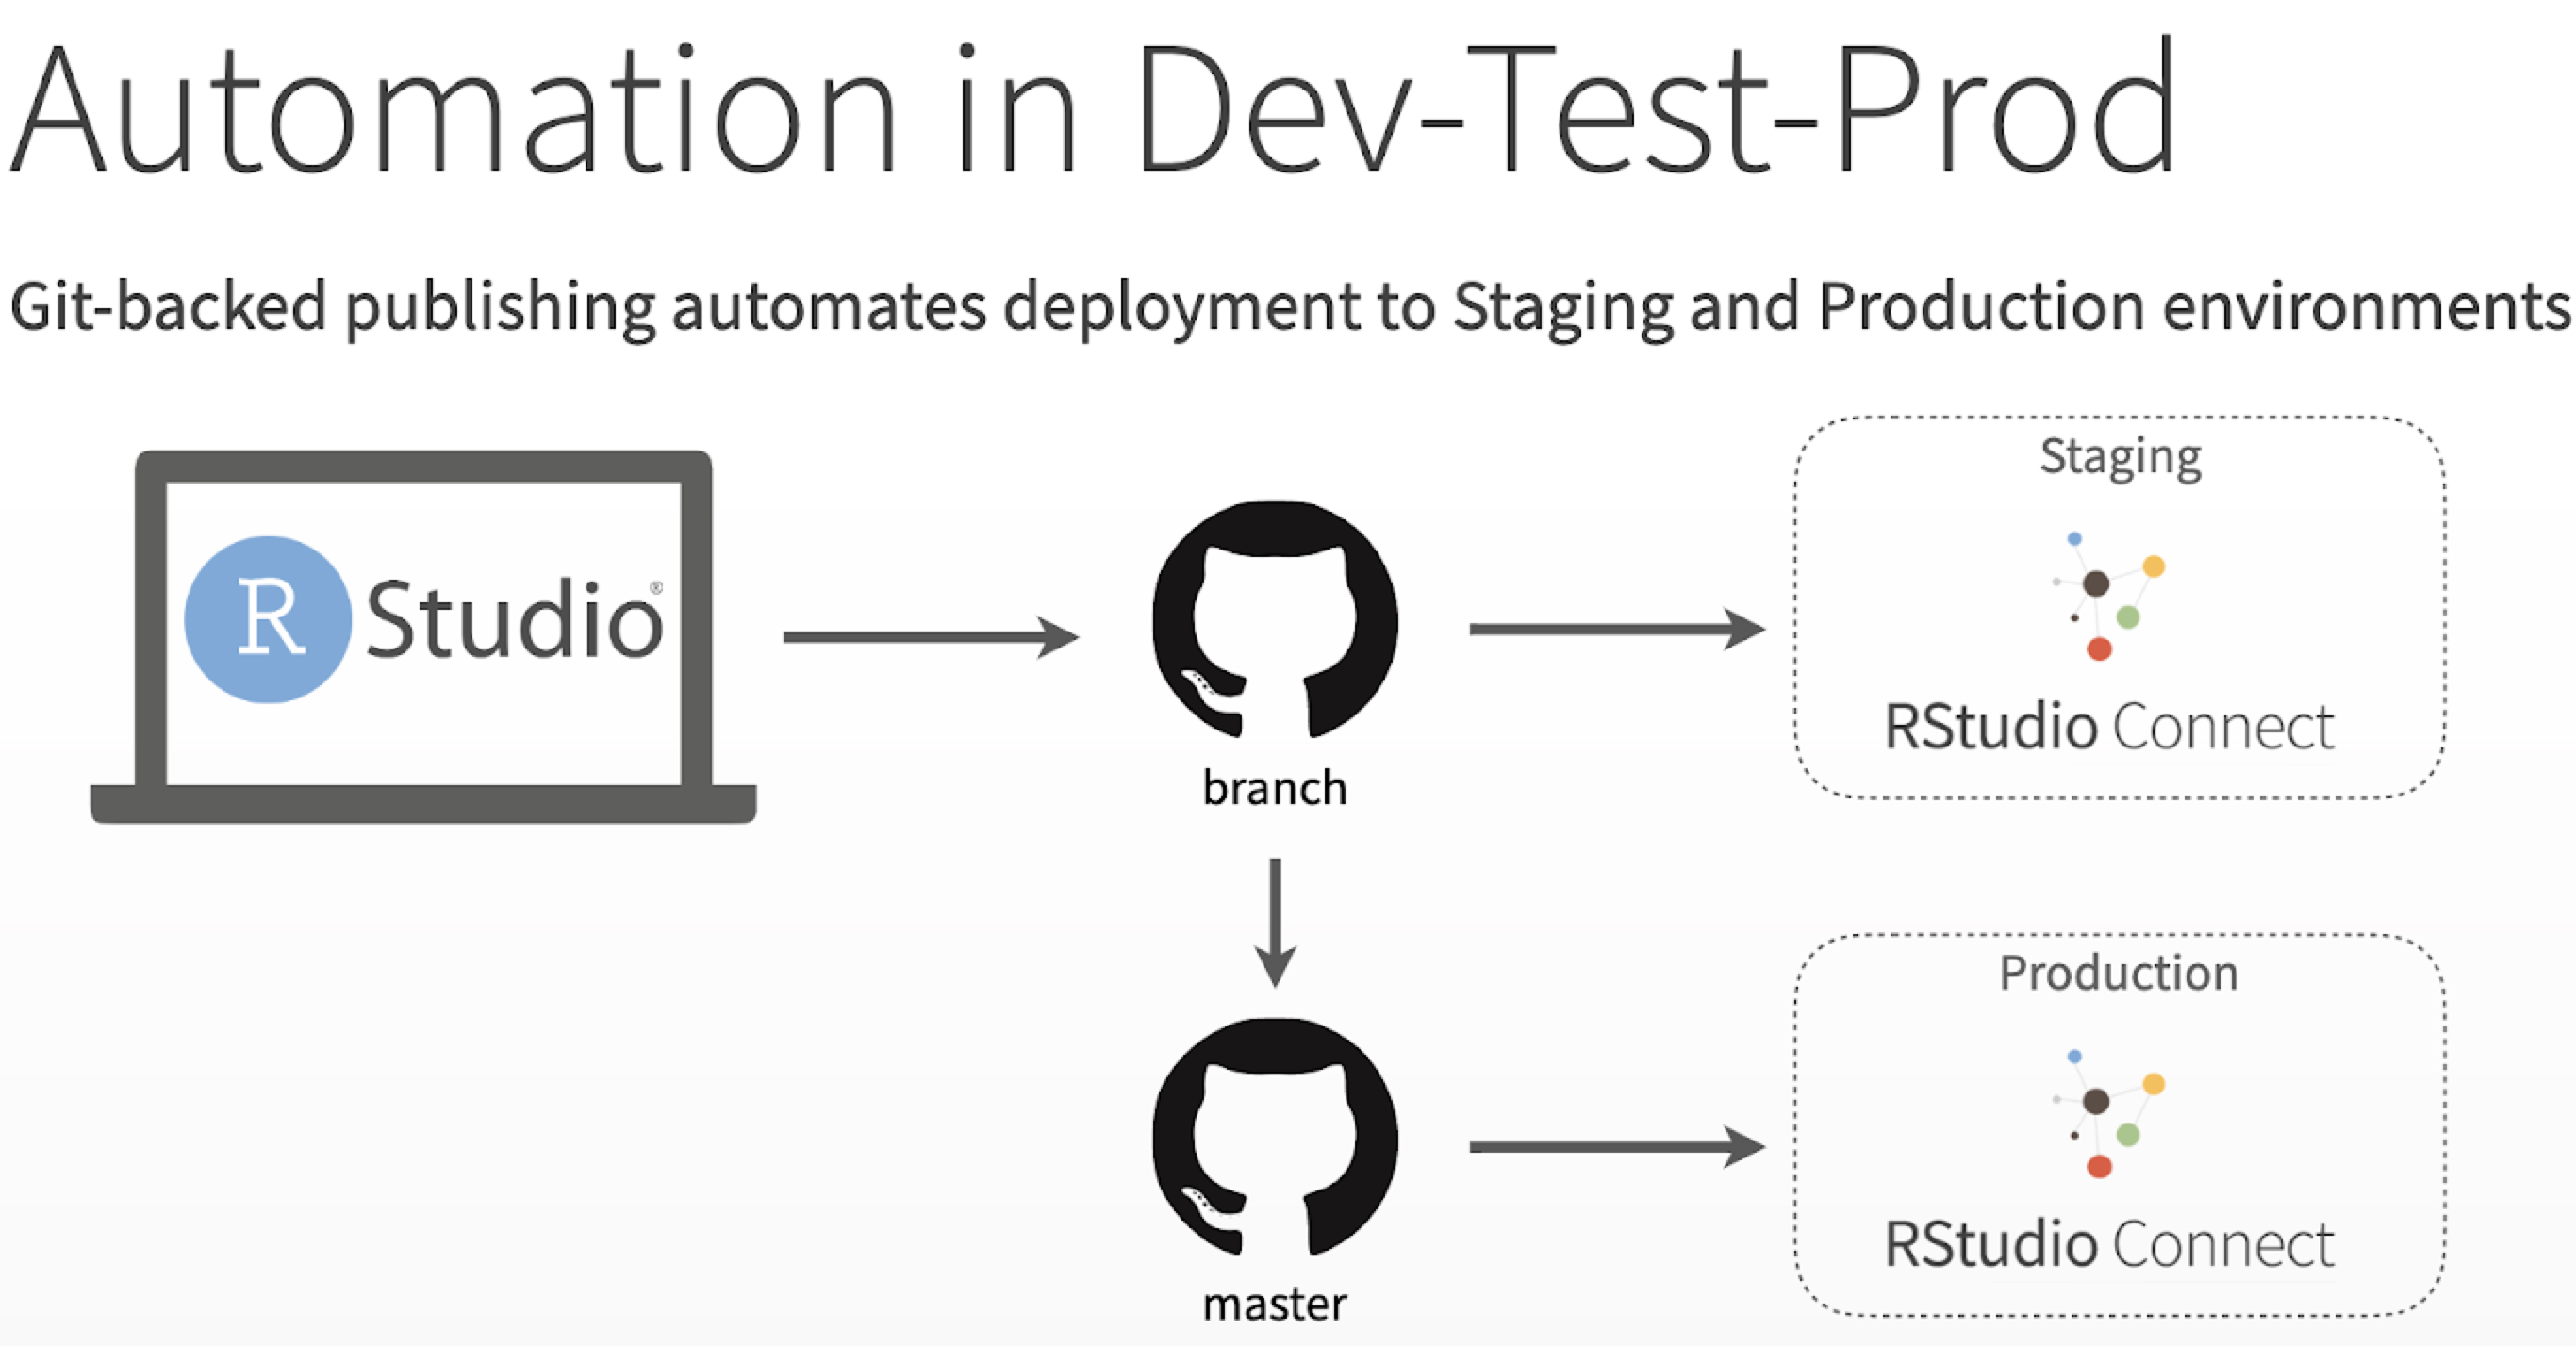 Automation in Dev-Test-Prod
Git-backed publishing automates deployment to Staging and Production environments
R Studio®
branch
Staging
RStudio Connect
master
Production
RStudio Connect